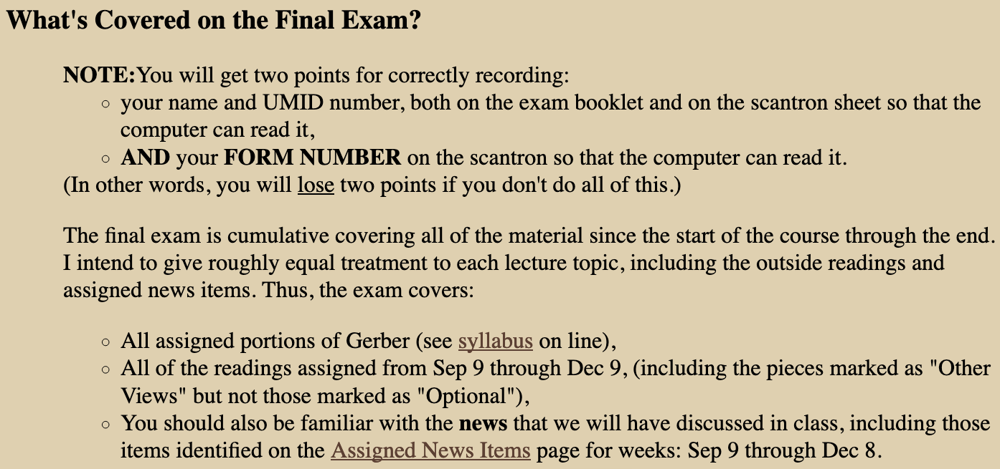 What's Covered on the Final Exam?
NOTE:You will get two points for correctly recording:
◦ your name and UMID number, both on the exam booklet and on the scantron sheet so that the
computer can read it,
◦ AND your FORM NUMBER on the scantron so that the computer can read it.
(In other words, you will lose two points if you don't do all of this.)
The final exam is cumulative covering all of the material since the start of the course through the end.
I intend to give roughly equal treatment to each lecture topic, including the outside readings and
assigned news items. Thus, the exam covers:
◦ All assigned portions of Gerber (see syllabus on line),
◦ All of the readings assigned from Sep 9 through Dec 9, (including the pieces marked as "Other
Views" but not those marked as "Optional"),
◦ You should also be familiar with the news that we will have discussed in class, including those
items identified on the Assigned News Items page for weeks: Sep 9 through Dec 8.